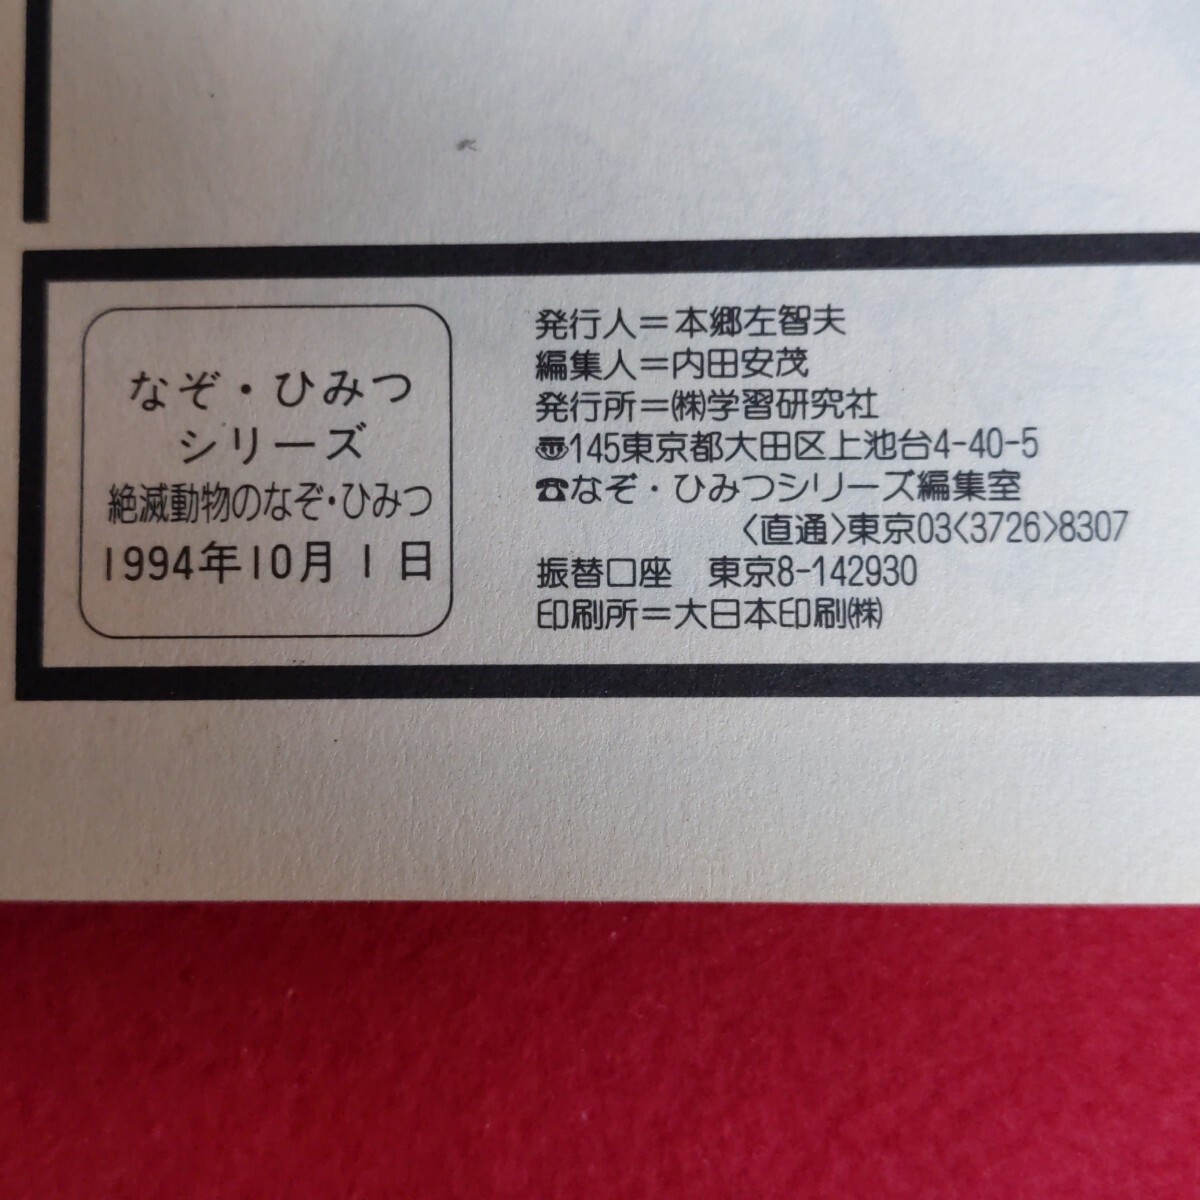 なぞ・ひみつ
シリーズ
絶滅動物のなぞ・ひみつ
1994年10月1日
発行人＝本郷左智夫
編集人＝内田安茂
発行所＝㈱学習研究社
〠145東京都大田区上池台4-40-5
☎なぞ・ひみつシリーズ編集室
〈直通〉東京03〈3726〉8307
振替口座　東京8-142930
印刷所＝大日本印刷㈱